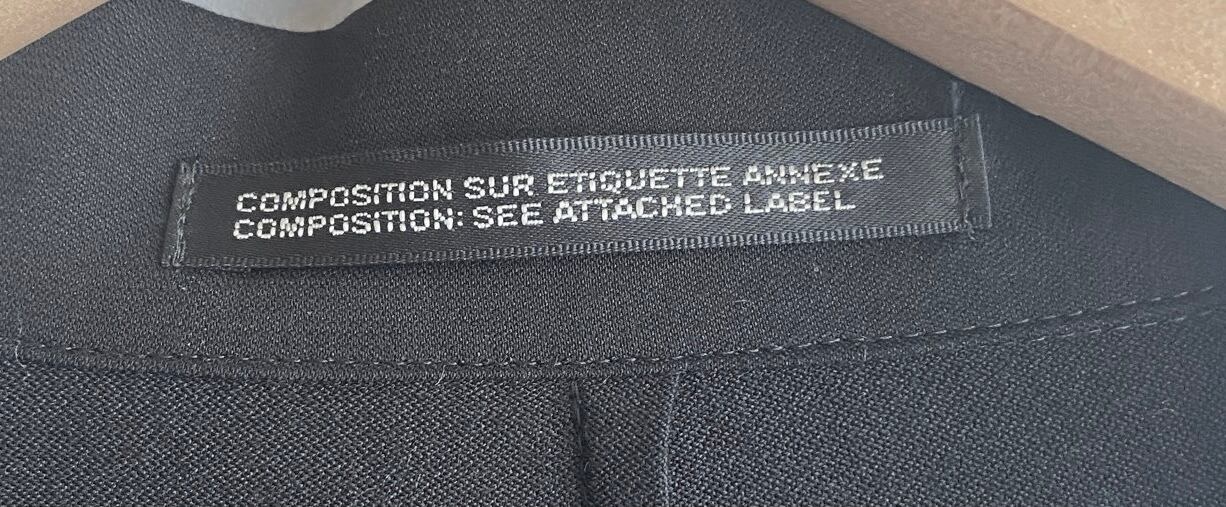 COMPOSITION SUR ETIQUETTE ANNEXE
COMPOSITION: SEE ATTACHED LABEL